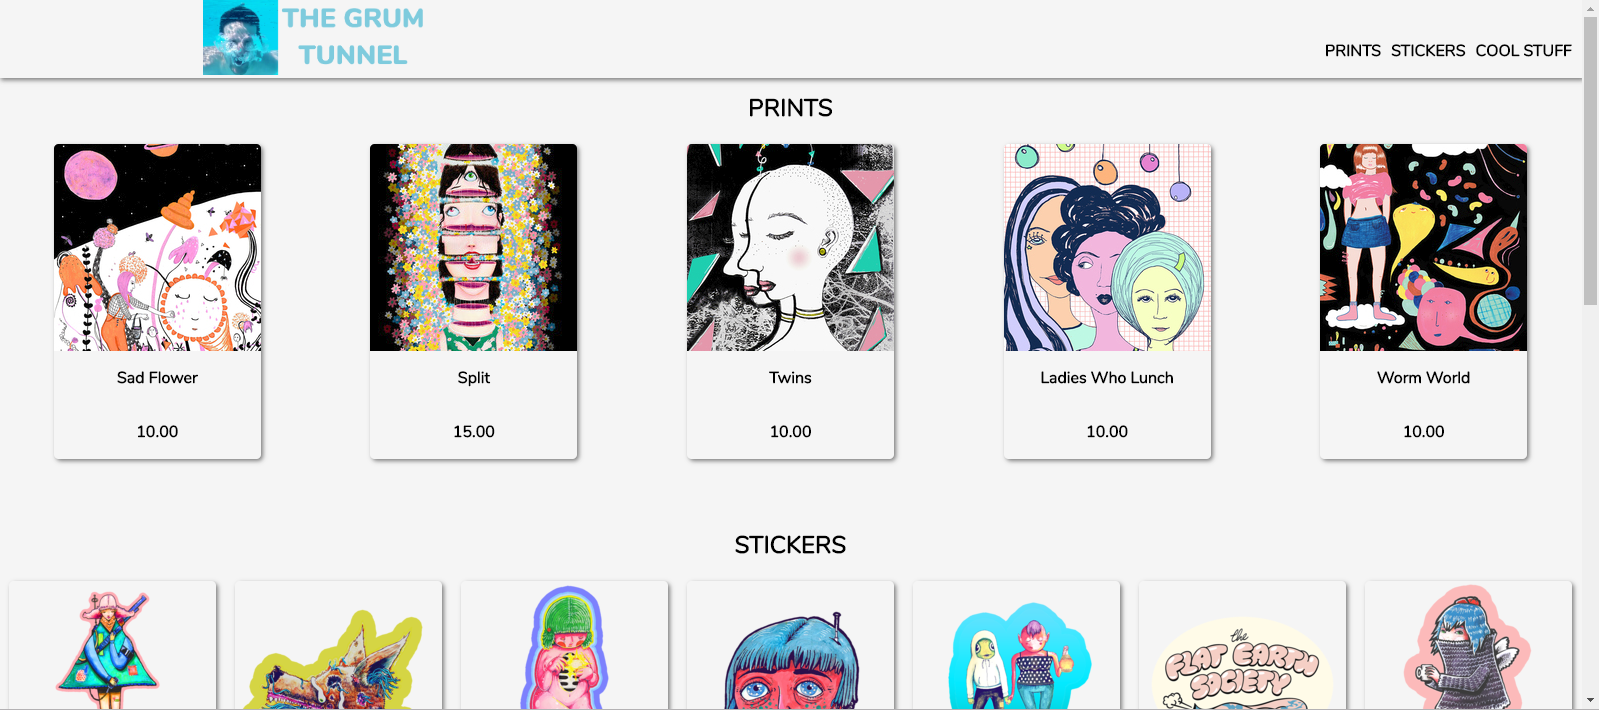 THE GRUM
TUNNEL
PRINTS STICKERS COOL STUFF
PRINTS
Sad Flower
Split
Twins
Ladies Who Lunch
Worm World
10.00
15.00
10.00
10.00
10.00
STICKERS
the
FLAT EARTH
SOCIETY